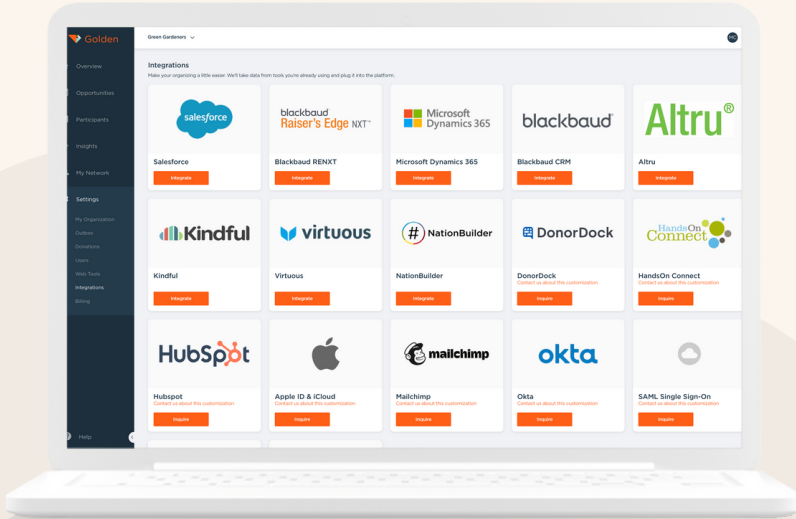 Golden
Green Gardeners
MC
Overview
Opportunities
Participants
Insights
My Network
Settings
My Organization
Outbox
Donations
Users
Web Tools
Integrations
Billing
Help
Integrations
Make your organizing a little easier. We'll take data from tools you're already using and plug it into the platform.
salesforce
Salesforce
Integrate
blackbaud
Raiser's Edge NXT™
Blackbaud RENXT
Integrate
Microsoft
Dynamics 365
Microsoft Dynamics 365
Integrate
blackbaud
Blackbaud CRM
Integrate
Altru®
Altru
Integrate
Kindful
Kindful
Integrate
virtuous
Virtuous
Integrate
# NationBuilder
NationBuilder
Integrate
DonorDock
DonorDock
Contact us about this customization
Inquire
HandsOn
Connect
HandsOn Connect
Contact us about this customization
Inquire
HubSpot
Hubspot
Contact us about this customization
Inquire
Apple ID & iCloud
Contact us about this customization
Inquire
mailchimp
Mailchimp
Contact us about this customization
Inquire
okta
Okta
Contact us about this customization
Inquire
SAML Single Sign-On
Contact us about this customization
Inquire